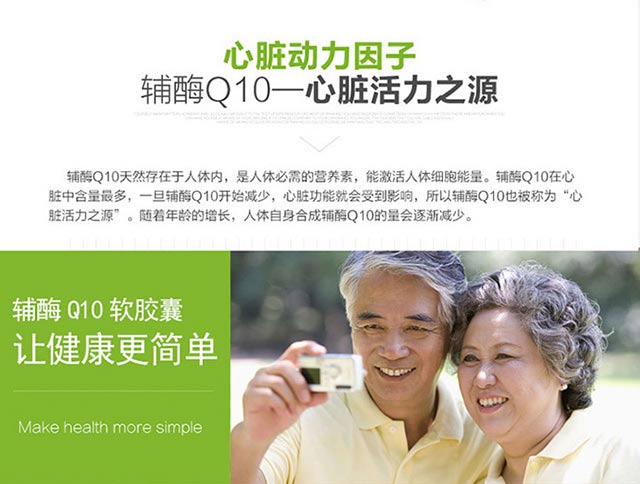 心脏动力因子
辅酶Q10—心脏活力之源
辅酶Q10天然存在于人体内，是人体必需的营养素，能激活人体细胞能量。辅酶Q10在心
脏中含量最多，一旦辅酶Q10开始减少，心脏功能就会受到影响，所以辅酶Q10也被称为“心
脏活力之源”。随着年龄的增长，人体自身合成辅酶Q10的量会逐渐减少。
辅酶 Q10 软胶囊
让健康更简单
Make health more simple